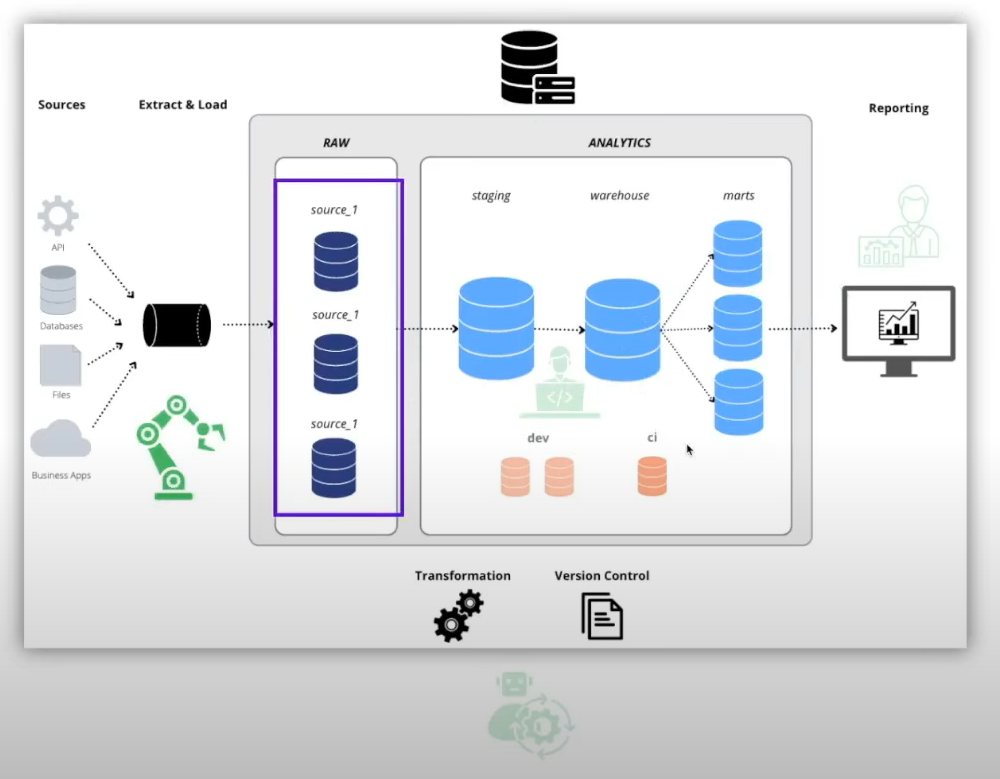 Sources
Extract & Load
Reporting
RAW
ANALYTICS
source_1
staging
warehouse
marts
API
source_1
Databases
Files
source_1
</>
dev
ci
Business Apps
Transformation
Version Control